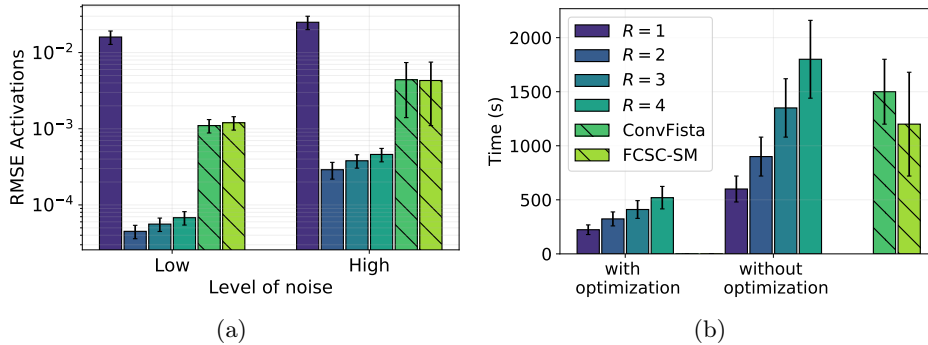 RMSE Activations
10⁻²
10⁻³
10⁻⁴
Low
High
Level of noise
(a)
Time (s)
2000
1500
1000
500
0
R = 1
R = 2
R = 3
R = 4
ConvFista
FCSC-SM
with
optimization
without
optimization
(b)